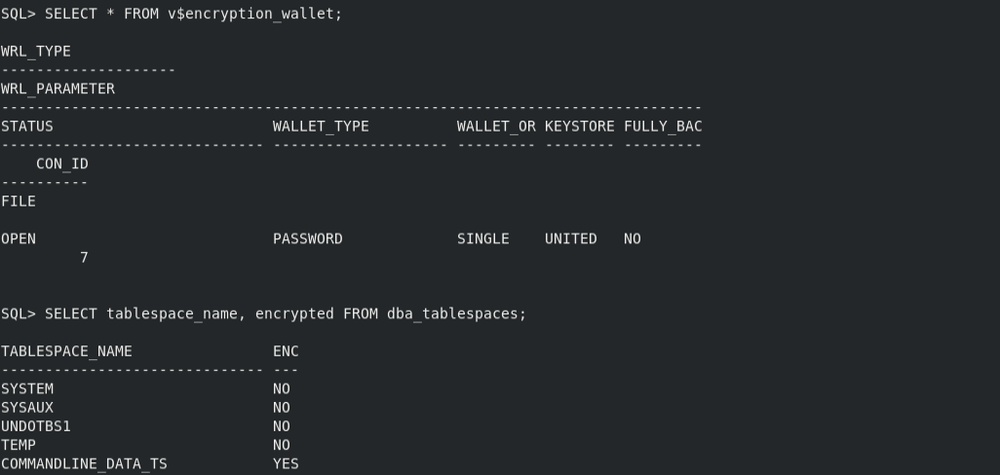 SQL> SELECT * FROM v$encryption_wallet;
WRL_TYPE
--------------------
WRL_PARAMETER
--------------------------------------------------------------------------------
STATUS                         WALLET_TYPE          WALLET_OR KEYSTORE FULLY_BAC
------------------------------ -------------------- --------- -------- ---------
    CON_ID
----------
FILE
OPEN                           PASSWORD             SINGLE    UNITED   NO
         7
SQL> SELECT tablespace_name, encrypted FROM dba_tablespaces;
TABLESPACE_NAME                ENC
------------------------------ ---
SYSTEM                         NO
SYSAUX                         NO
UNDOTBS1                       NO
TEMP                           NO
COMMANDLINE_DATA_TS            YES